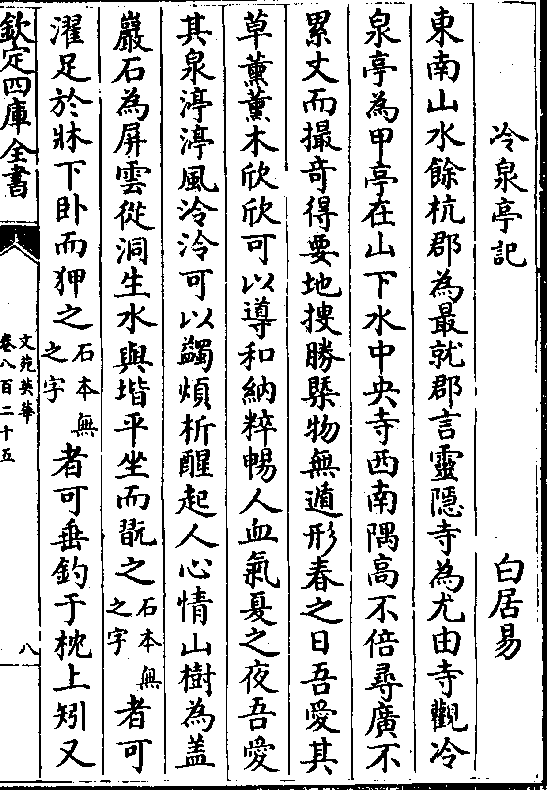 冷泉亭記 白居易
東南山水餘杭郡為最就郡言靈隱寺為尤由寺觀冷
泉亭為甲亭在山下水中央寺西南隅高不倍尋廣不
累丈而撮竒得要地搜勝槩物無遁形春之日吾愛其
草薰薰木欣欣可以導和納粹暢人血氣夏之夜吾愛
其泉渟渟風泠泠可以蠲煩析酲起人心情山樹為盖
巖石為屏雲從洞生水與堦平坐而翫之石本無之字者可
濯足於牀下卧而狎之石本無之字者可垂釣于枕上矧又
欽定四庫全書
文苑英華
卷八百二十五
八